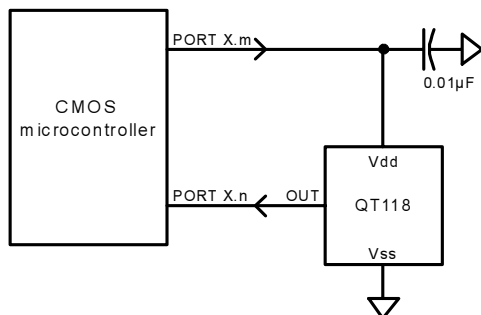 PORT X.m
0.01µF
CMOS
microcontroller
Vdd
PORT X.n
OUT
QT118
Vss